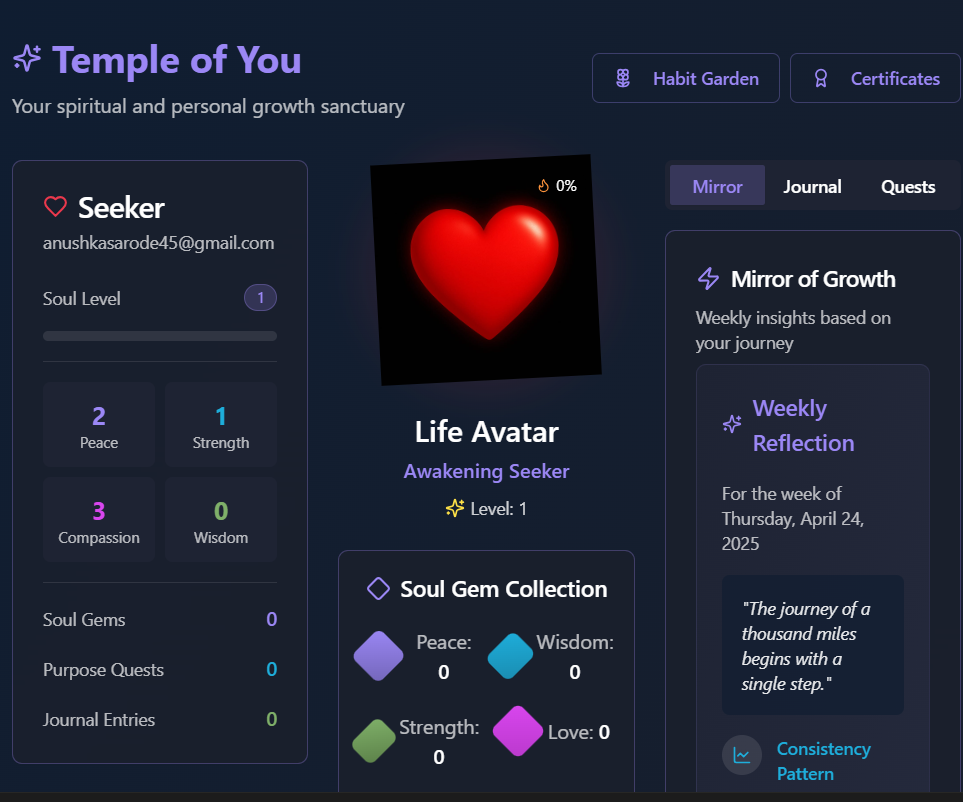 Temple of You
Your spiritual and personal growth sanctuary
Habit Garden
Certificates
Seeker
anushkasarode45@gmail.com
Soul Level
1
2
Peace
1
Strength
3
Compassion
0
Wisdom
Soul Gems 0
Purpose Quests 0
Journal Entries 0
0%
Life Avatar
Awakening Seeker
Level: 1
Soul Gem Collection
Peace:
0
Wisdom:
0
Strength:
0
Love: 0
Mirror
Journal
Quests
Mirror of Growth
Weekly insights based on
your journey
Weekly
Reflection
For the week of
Thursday, April 24,
2025
"The journey of a
thousand miles
begins with a
single step."
Consistency
Pattern